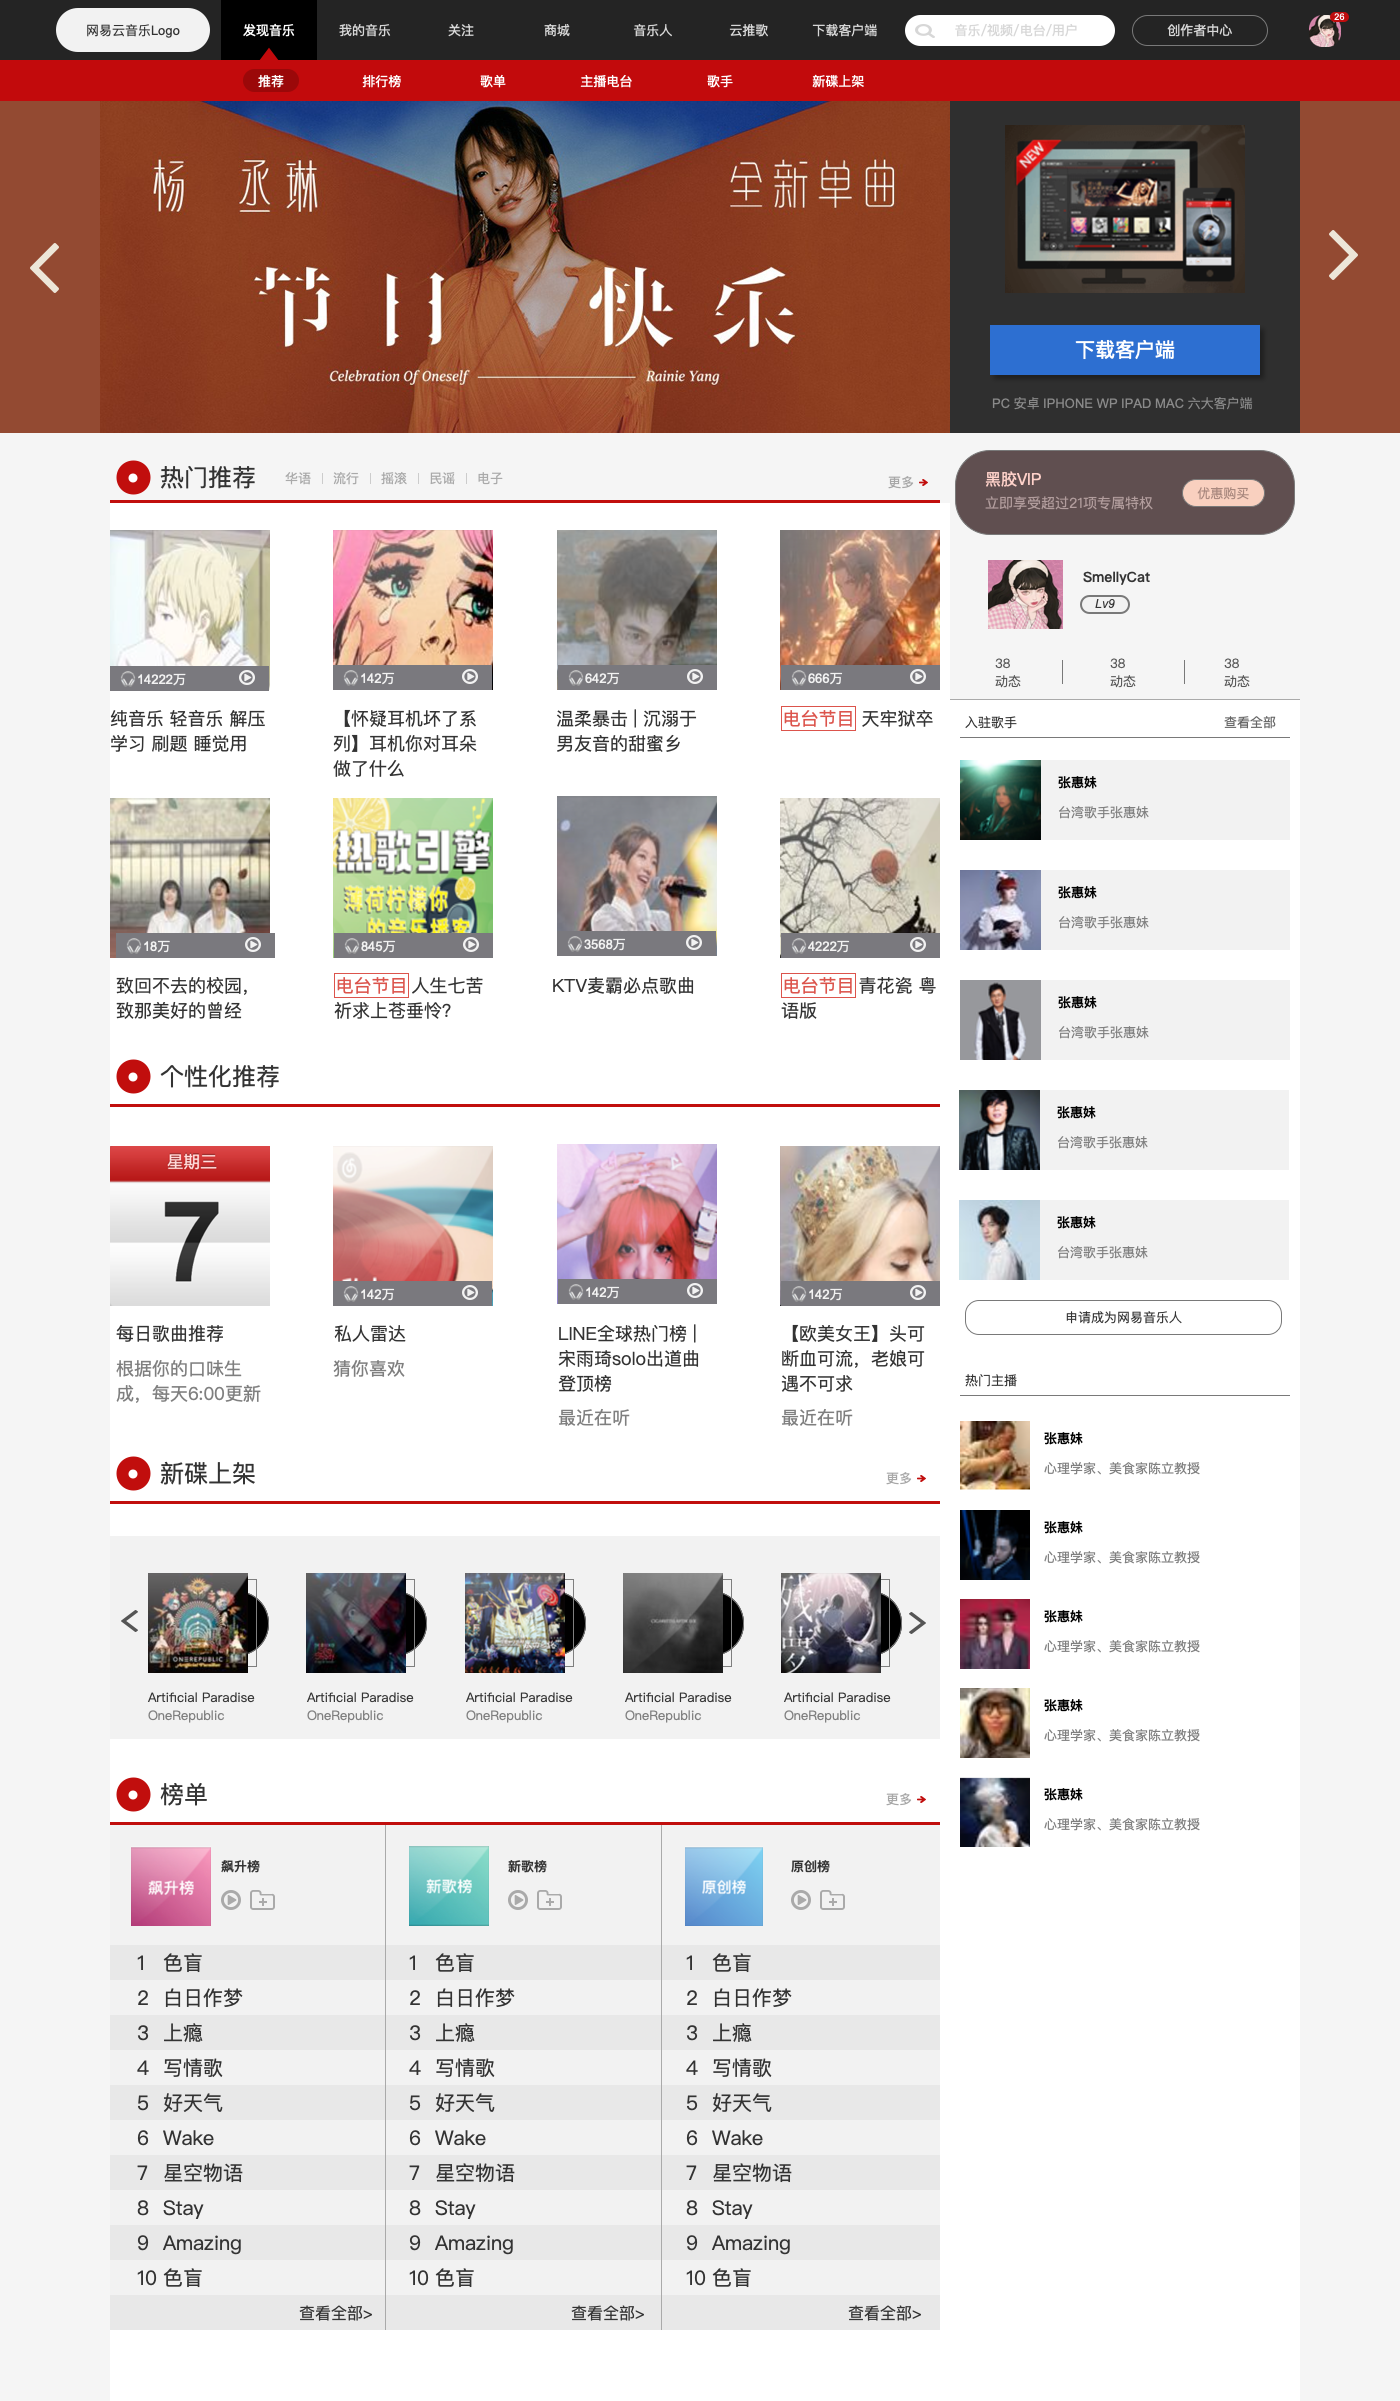 网易云音乐Logo
发现音乐
我的音乐
关注
商城
音乐人
云推歌
下载客户端
音乐/视频/电台/用户
创作者中心
26
推荐
排行榜
歌单
主播电台
歌手
新碟上架
杨 丞琳
全新单曲
节日快乐
Celebration Of Oneself
Rainie Yang
NEW
下载客户端
PC 安卓 IPHONE WP IPAD MAC 六大客户端
热门推荐
华语
流行
摇滚
民谣
电子
更多
14222万
142万
642万
666万
纯音乐 轻音乐 解压
学习 刷题 睡觉用
【怀疑耳机坏了系
列】耳机你对耳朵
做了什么
温柔暴击 | 沉溺于
男友音的甜蜜乡
电台节目 天牢狱卒
热歌引擎
薄荷柠檬你
的音乐播客
18万
845万
3568万
4222万
致回不去的校园，
致那美好的曾经
电台节目 人生七苦
祈求上苍垂怜？
KTV麦霸必点歌曲
电台节目 青花瓷 粤
语版
个性化推荐
星期三
7
142万
142万
142万
每日歌曲推荐
根据你的口味生
成，每天6:00更新
私人雷达
猜你喜欢
LINE全球热门榜 |
宋雨琦solo出道曲
登顶榜
最近在听
【欧美女王】头可
断血可流，老娘可
遇不可求
最近在听
新碟上架
更多
ONEREPUBLIC
Artificial Paradise
残梦
Artificial Paradise
OneRepublic
Artificial Paradise
OneRepublic
Artificial Paradise
OneRepublic
Artificial Paradise
OneRepublic
Artificial Paradise
OneRepublic
榜单
更多
飙升榜
飙升榜
新歌榜
新歌榜
原创榜
原创榜
1 色盲
2 白日作梦
3 上瘾
4 写情歌
5 好天气
6 Wake
7 星空物语
8 Stay
9 Amazing
10 色盲
查看全部>
1 色盲
2 白日作梦
3 上瘾
4 写情歌
5 好天气
6 Wake
7 星空物语
8 Stay
9 Amazing
10 色盲
查看全部>
1 色盲
2 白日作梦
3 上瘾
4 写情歌
5 好天气
6 Wake
7 星空物语
8 Stay
9 Amazing
10 色盲
查看全部>
黑胶VIP
立即享受超过21项专属特权
优惠购买
SmellyCat
Lv9
38
动态
38
动态
38
动态
入驻歌手
查看全部
张惠妹
台湾歌手张惠妹
张惠妹
台湾歌手张惠妹
张惠妹
台湾歌手张惠妹
张惠妹
台湾歌手张惠妹
张惠妹
台湾歌手张惠妹
申请成为网易音乐人
热门主播
张惠妹
心理学家、美食家陈立教授
张惠妹
心理学家、美食家陈立教授
张惠妹
心理学家、美食家陈立教授
张惠妹
心理学家、美食家陈立教授
张惠妹
心理学家、美食家陈立教授